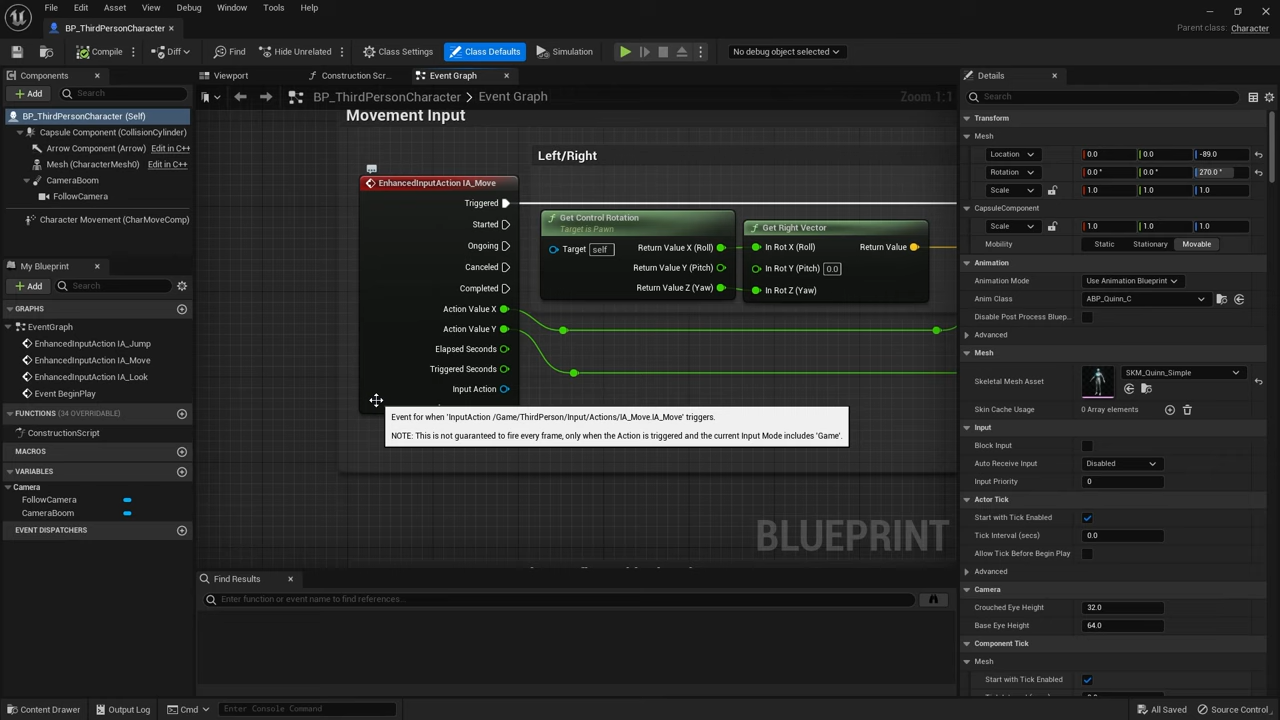 File Edit Asset View Debug Window Tools Help
BP_ThirdPersonCharacter
Parent class: Character
Compile
Diff
Find
Hide Unrelated
Class Settings
Class Defaults
Simulation
No debug object selected
Components
Add
Search
BP_ThirdPersonCharacter (Self)
Capsule Component (CollisionCylinder)
Arrow Component (Arrow) Edit in C++
Mesh (CharacterMesh0) Edit in C++
CameraBoom
FollowCamera
Character Movement (CharMoveComp)
My Blueprint
Add
Search
GRAPHS
EventGraph
EnhancedInputAction IA_Jump
EnhancedInputAction IA_Move
EnhancedInputAction IA_Look
Event BeginPlay
FUNCTIONS (34 OVERRIDABLE)
ConstructionScript
MACROS
VARIABLES
Camera
FollowCamera
CameraBoom
EVENT DISPATCHERS
Viewport
Construction Scr...
Event Graph
BP_ThirdPersonCharacter > Event Graph
Zoom 1:1
Movement Input
Left/Right
EnhancedInputAction IA_Move
Triggered
Started
Ongoing
Canceled
Completed
Action Value X
Action Value Y
Elapsed Seconds
Triggered Seconds
Input Action
Get Control Rotation
Target is Pawn
Target self
Return Value X (Roll)
Return Value Y (Pitch)
Return Value Z (Yaw)
Get Right Vector
In Rot X (Roll)
Return Value
In Rot Y (Pitch) 0.0
In Rot Z (Yaw)
Event for when 'InputAction /Game/ThirdPerson/Input/Actions/IA_Move.IA_Move' triggers.
NOTE: This is not guaranteed to fire every frame, only when the Action is triggered and the current Input Mode includes 'Game'.
BLUEPRINT
Find Results
Enter function or event name to find references...
Details
Search
Transform
Mesh
Location 0.0 0.0 -89.0
Rotation 0.0 ° 0.0 ° 270.0 °
Scale 1.0 1.0 1.0
CapsuleComponent
Scale 1.0 1.0 1.0
Mobility Static Stationary Movable
Animation
Animation Mode Use Animation Blueprint
Anim Class ABP_Quinn_C
Disable Post Process Bluep...
Advanced
Mesh
Skeletal Mesh Asset SKM_Quinn_Simple
Skin Cache Usage 0 Array elements
Input
Block Input
Auto Receive Input Disabled
Input Priority 0
Actor Tick
Start with Tick Enabled
Tick Interval (secs) 0.0
Allow Tick Before Begin Play
Advanced
Camera
Crouched Eye Height 32.0
Base Eye Height 64.0
Component Tick
Mesh
Start with Tick Enabled
Content Drawer
Output Log
Cmd
Enter Console Command
All Saved
Source Control